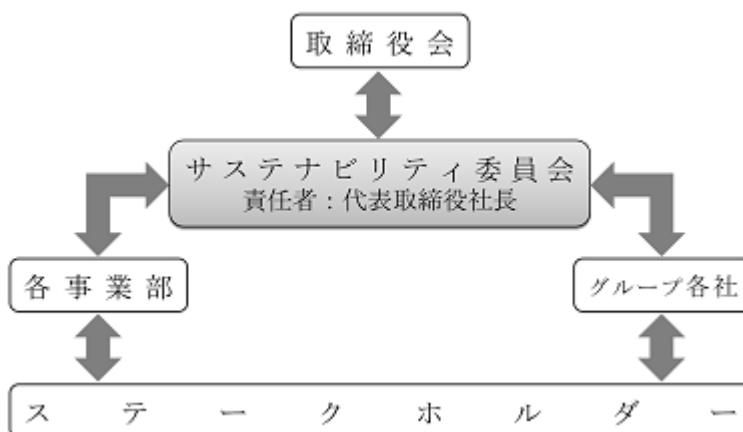 取締役会
サステナビリティ委員会
責任者：代表取締役社長
各事業部
グループ各社
ステークホルダー